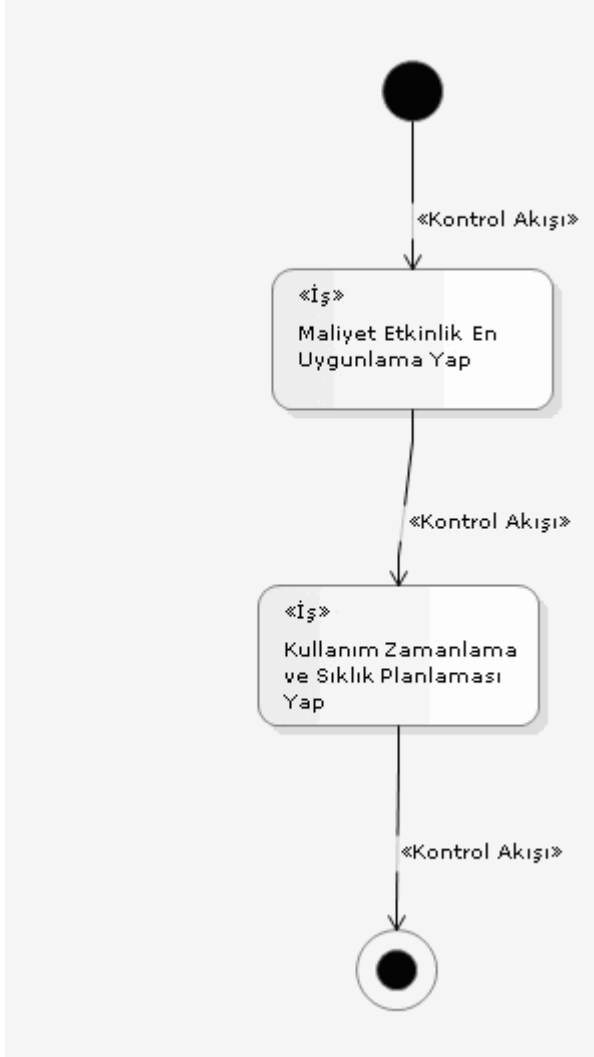 «Kontrol Akışı»
«İş»
Maliyet Etkinlik En
Uygunlama Yap
«Kontrol Akışı»
«İş»
Kullanım Zamanlama
ve Sıklık Planlaması
Yap
«Kontrol Akışı»